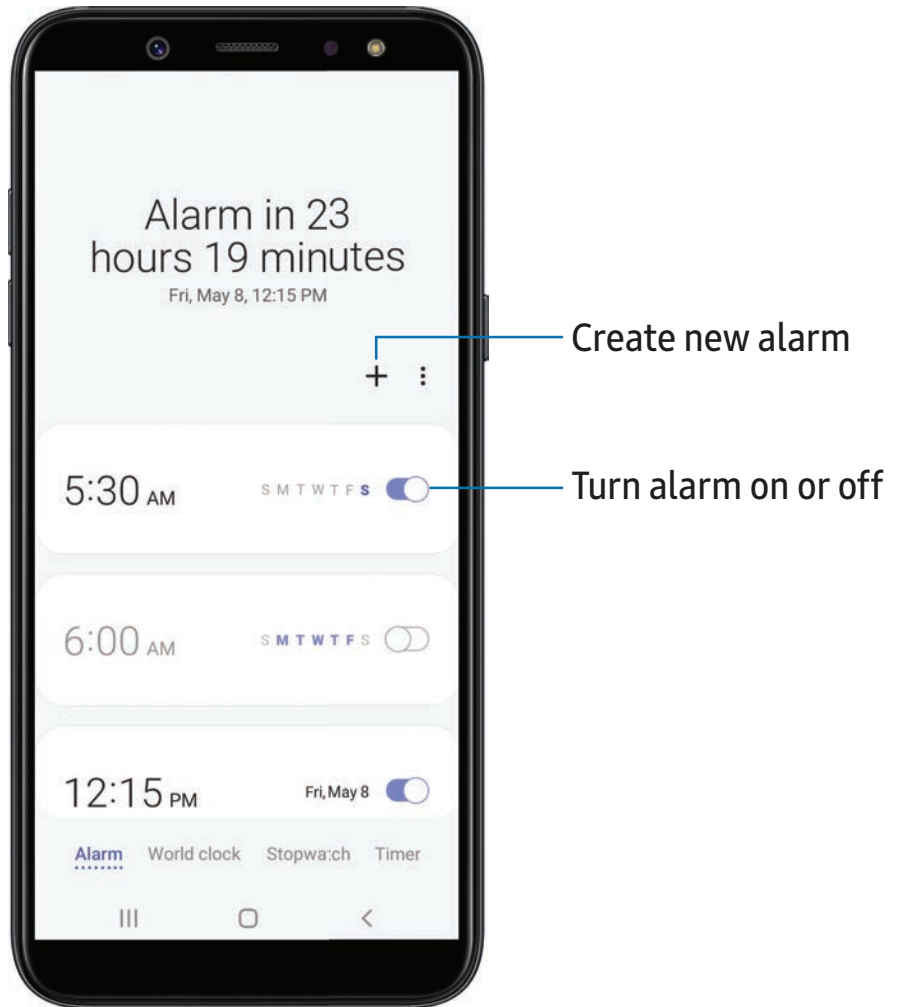 Alarm in 23
hours 19 minutes
Fri, May 8, 12:15 PM
Create new alarm
5:30 AM S M T W T F S
Turn alarm on or off
6:00 AM S M T W T F S
12:15 PM Fri, May 8
Alarm World clock Stopwatch Timer